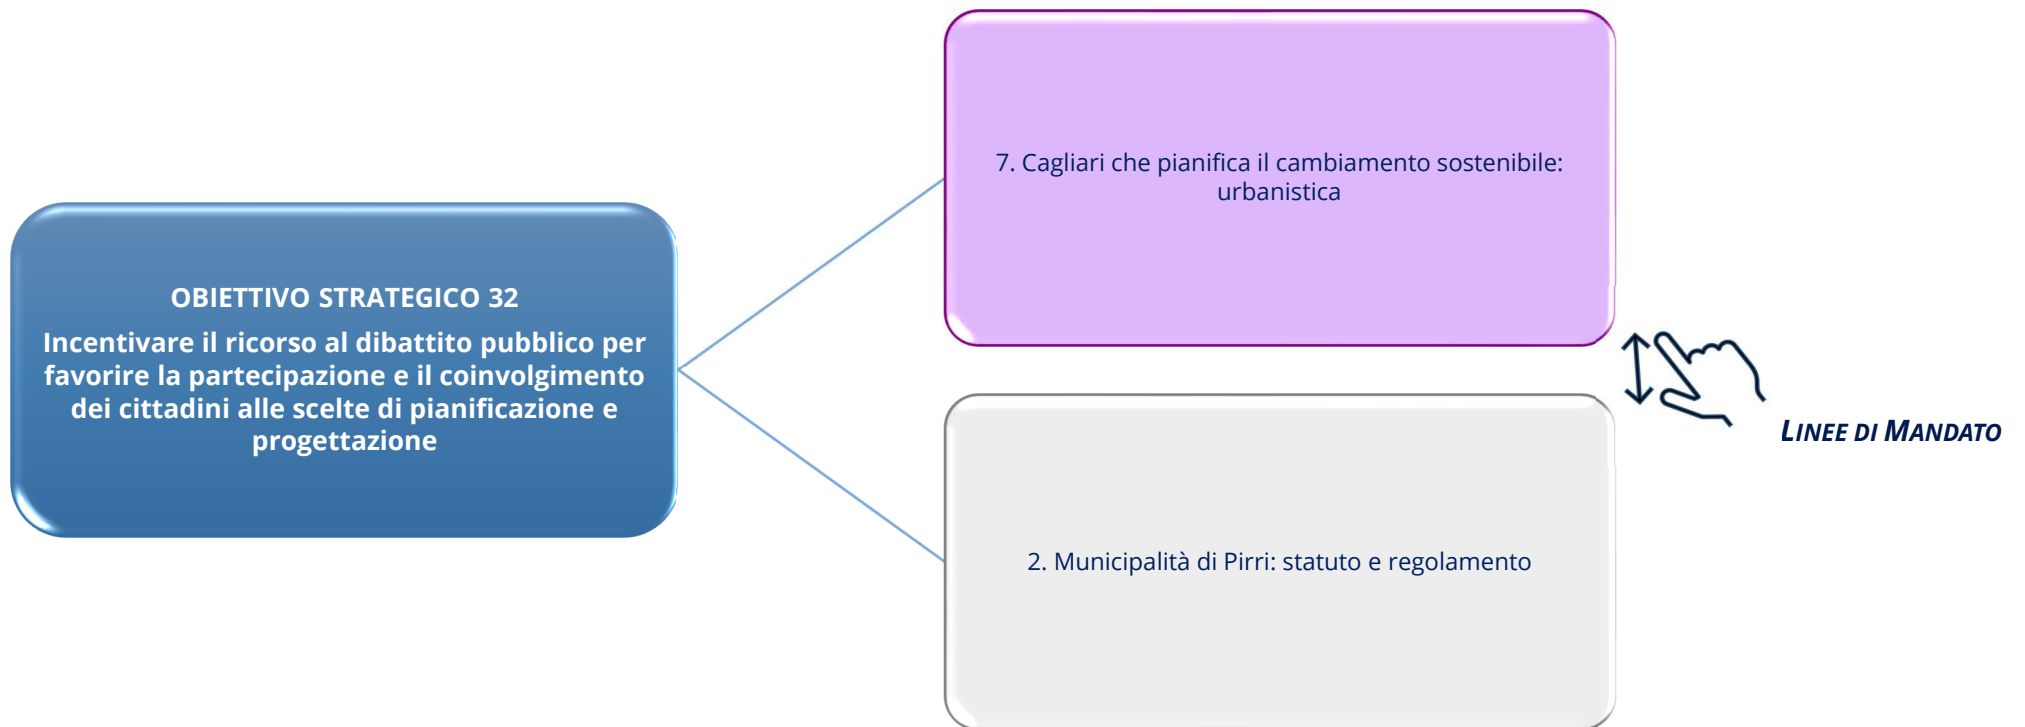 OBIETTIVO STRATEGICO 32
Incentivare il ricorso al dibattito pubblico per
favorire la partecipazione e il coinvolgimento
dei cittadini alle scelte di pianificazione e
progettazione
7. Cagliari che pianifica il cambiamento sostenibile:
urbanistica
2. Municipalità di Pirri: statuto e regolamento
LINEE DI MANDATO